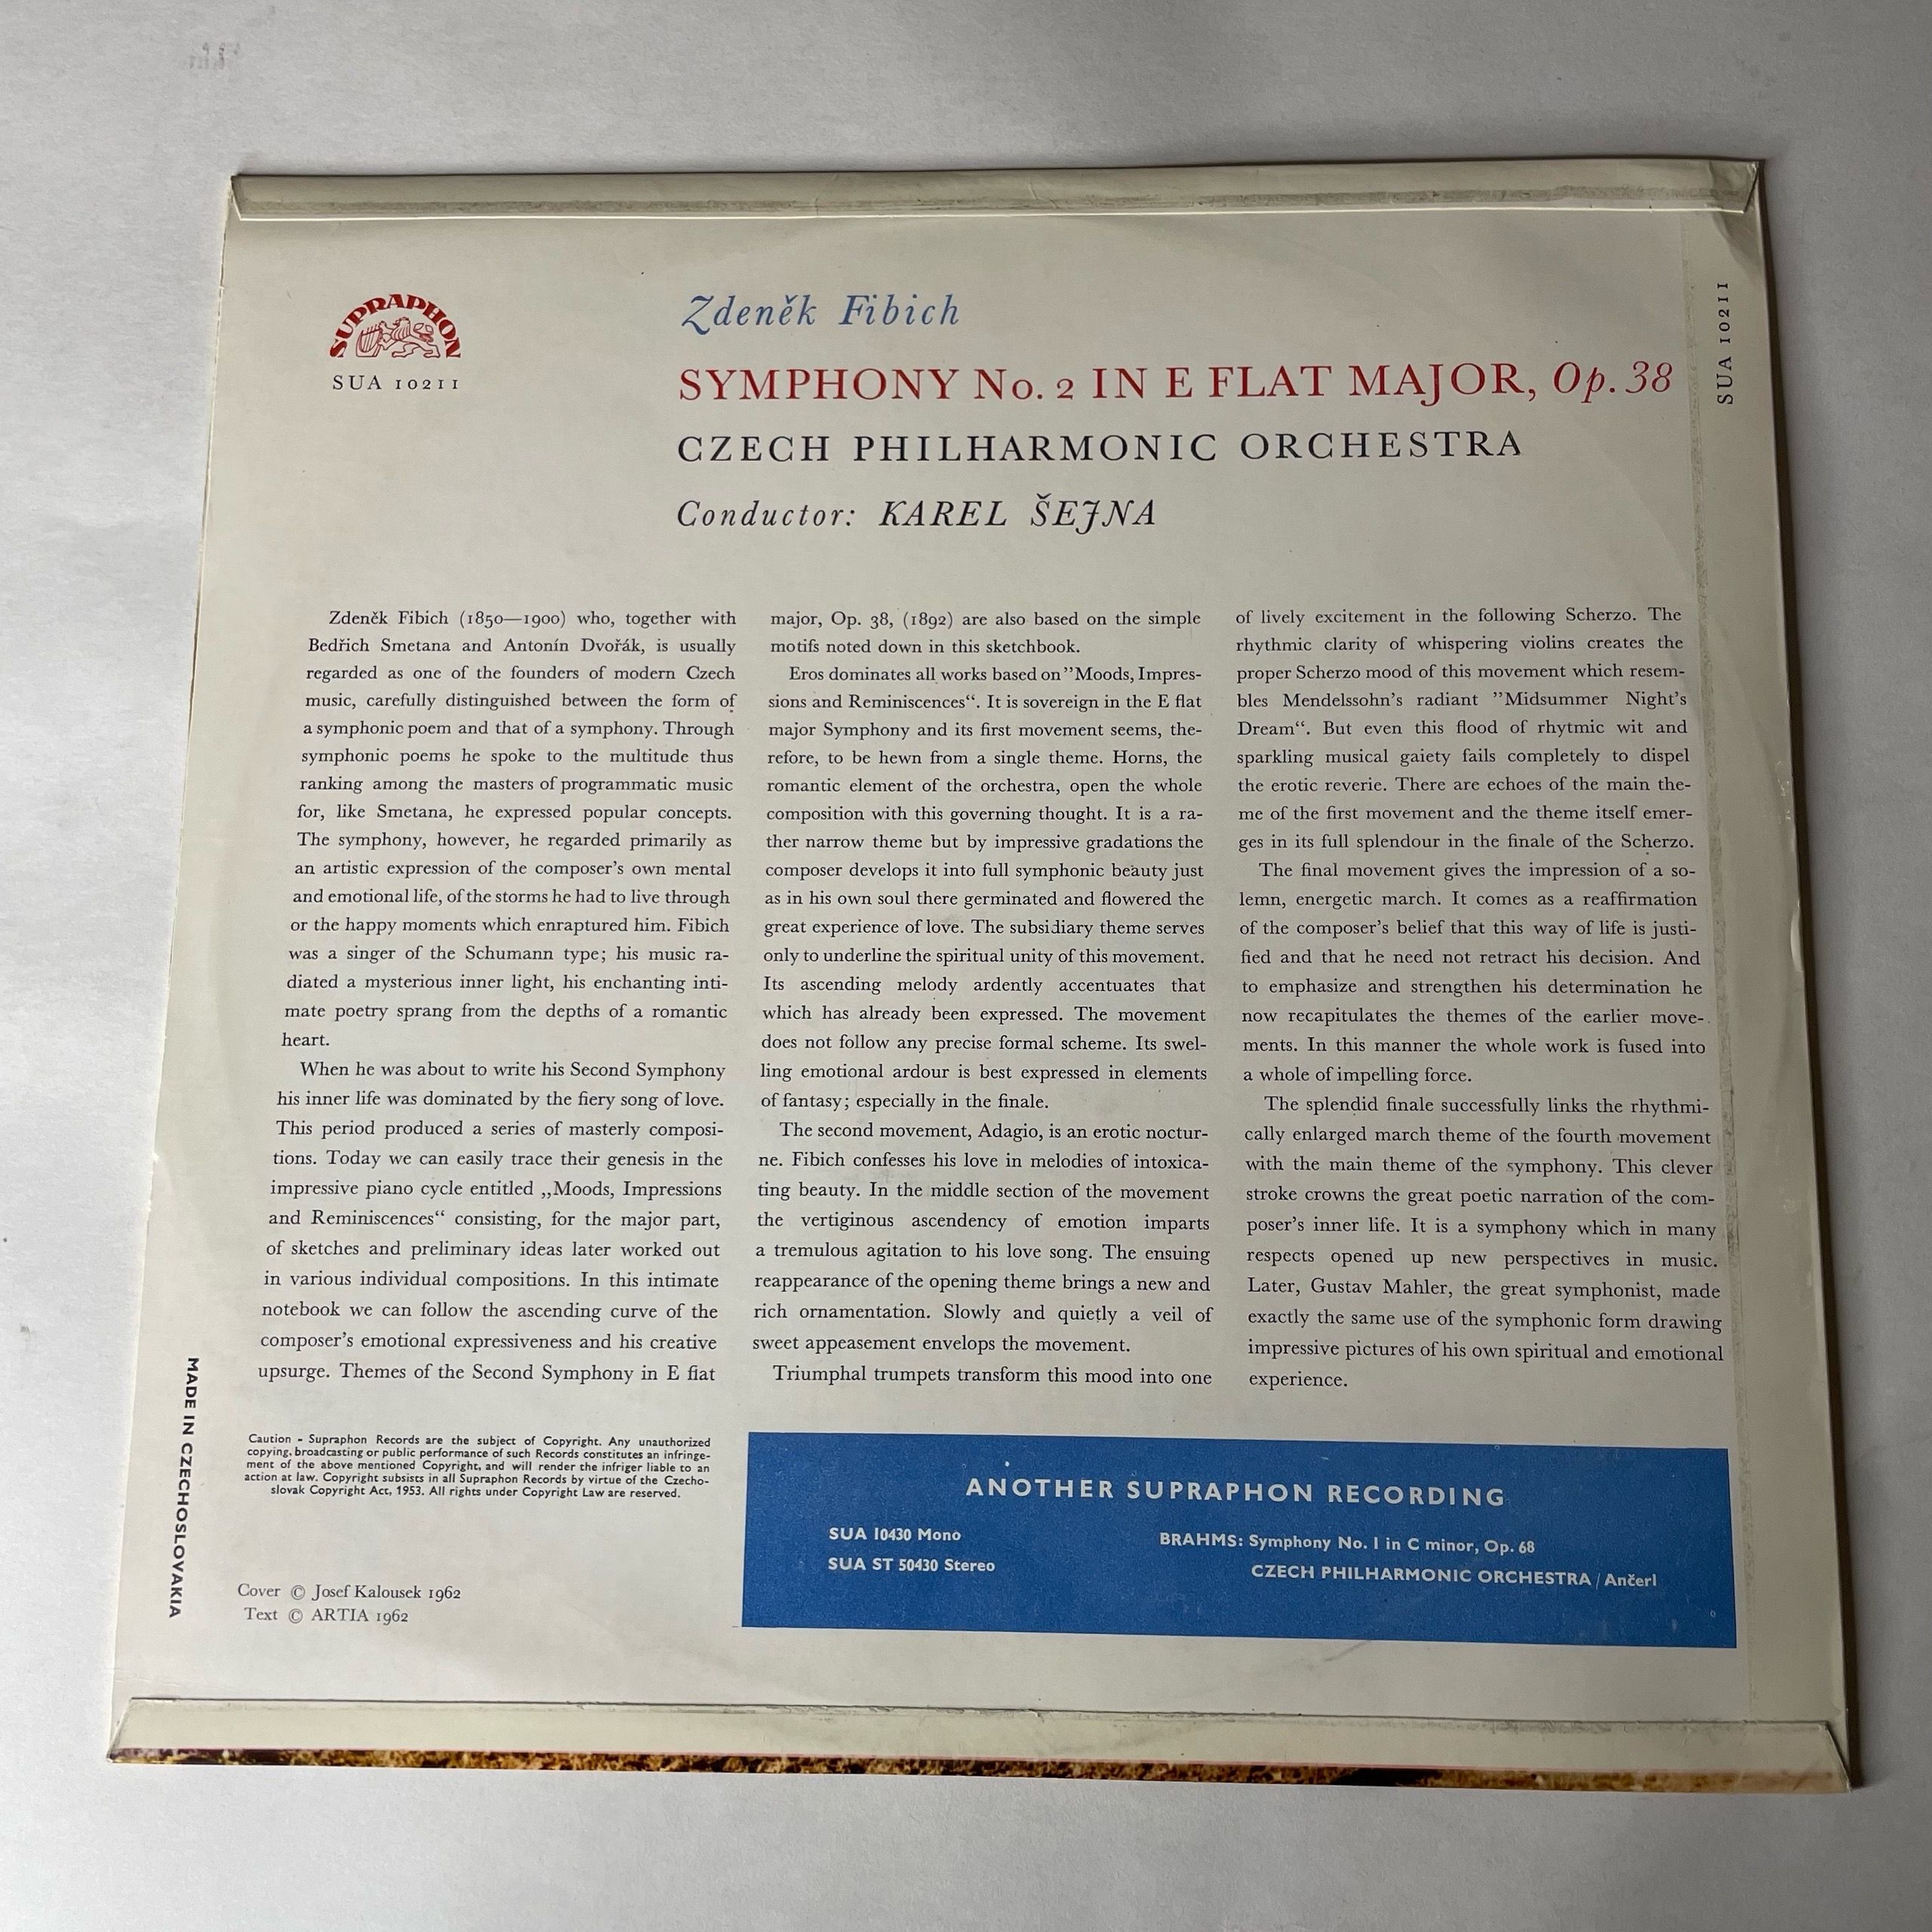 SUPRAPHON
SUA 10211
Zdeněk Fibich
SYMPHONY No. 2 IN E FLAT MAJOR, Op. 38
CZECH PHILHARMONIC ORCHESTRA
Conductor: KAREL ŠEJNA
SUA 10211
Zdeněk Fibich (1850—1900) who, together with
Bedřich Smetana and Antonín Dvořák, is usually
regarded as one of the founders of modern Czech
music, carefully distinguished between the form of
a symphonic poem and that of a symphony. Through
symphonic poems he spoke to the multitude thus
ranking among the masters of programmatic music
for, like Smetana, he expressed popular concepts.
The symphony, however, he regarded primarily as
an artistic expression of the composer's own mental
and emotional life, of the storms he had to live through
or the happy moments which enraptured him. Fibich
was a singer of the Schumann type; his music ra-
diated a mysterious inner light, his enchanting inti-
mate poetry sprang from the depths of a romantic
heart.
When he was about to write his Second Symphony
his inner life was dominated by the fiery song of love.
This period produced a series of masterly composi-
tions. Today we can easily trace their genesis in the
impressive piano cycle entitled ,,Moods, Impressions
and Reminiscences“ consisting, for the major part,
of sketches and preliminary ideas later worked out
in various individual compositions. In this intimate
notebook we can follow the ascending curve of the
composer's emotional expressiveness and his creative
upsurge. Themes of the Second Symphony in E flat
major, Op. 38, (1892) are also based on the simple
motifs noted down in this sketchbook.
Eros dominates all works based on ”Moods, Impres-
sions and Reminiscences“. It is sovereign in the E flat
major Symphony and its first movement seems, the-
refore, to be hewn from a single theme. Horns, the
romantic element of the orchestra, open the whole
composition with this governing thought. It is a ra-
ther narrow theme but by impressive gradations the
composer develops it into full symphonic beauty just
as in his own soul there germinated and flowered the
great experience of love. The subsidiary theme serves
only to underline the spiritual unity of this movement.
Its ascending melody ardently accentuates that
which has already been expressed. The movement
does not follow any precise formal scheme. Its swel-
ling emotional ardour is best expressed in elements
of fantasy; especially in the finale.
The second movement, Adagio, is an erotic noctur-
ne. Fibich confesses his love in melodies of intoxica-
ting beauty. In the middle section of the movement
the vertiginous ascendency of emotion imparts
a tremulous agitation to his love song. The ensuing
reappearance of the opening theme brings a new and
rich ornamentation. Slowly and quietly a veil of
sweet appeasement envelops the movement.
Triumphal trumpets transform this mood into one
of lively excitement in the following Scherzo. The
rhythmic clarity of whispering violins creates the
proper Scherzo mood of this movement which resem-
bles Mendelssohn's radiant ”Midsummer Night's
Dream“. But even this flood of rhytmic wit and
sparkling musical gaiety fails completely to dispel
the erotic reverie. There are echoes of the main the-
me of the first movement and the theme itself emer-
ges in its full splendour in the finale of the Scherzo.
The final movement gives the impression of a so-
lemn, energetic march. It comes as a reaffirmation
of the composer's belief that this way of life is justi-
fied and that he need not retract his decision. And
to emphasize and strengthen his determination he
now recapitulates the themes of the earlier move-
ments. In this manner the whole work is fused into
a whole of impelling force.
The splendid finale successfully links the rhythmi-
cally enlarged march theme of the fourth movement
with the main theme of the symphony. This clever
stroke crowns the great poetic narration of the com-
poser's inner life. It is a symphony which in many
respects opened up new perspectives in music.
Later, Gustav Mahler, the great symphonist, made
exactly the same use of the symphonic form drawing
impressive pictures of his own spiritual and emotional
experience.
MADE IN CZECHOSLOVAKIA
Caution - Supraphon Records are the subject of Copyright. Any unauthorized
copying, broadcasting or public performance of such Records constitutes an infringe-
ment of the above mentioned Copyright, and will render the infriger liable to an
action at law. Copyright subsists in all Supraphon Records by virtue of the Czecho-
slovak Copyright Act, 1953. All rights under Copyright Law are reserved.
Cover © Josef Kalousek 1962
Text © ARTIA 1962
ANOTHER SUPRAPHON RECORDING
SUA 10430 Mono
SUA ST 50430 Stereo
BRAHMS: Symphony No. 1 in C minor, Op. 68
CZECH PHILHARMONIC ORCHESTRA / Ančerl